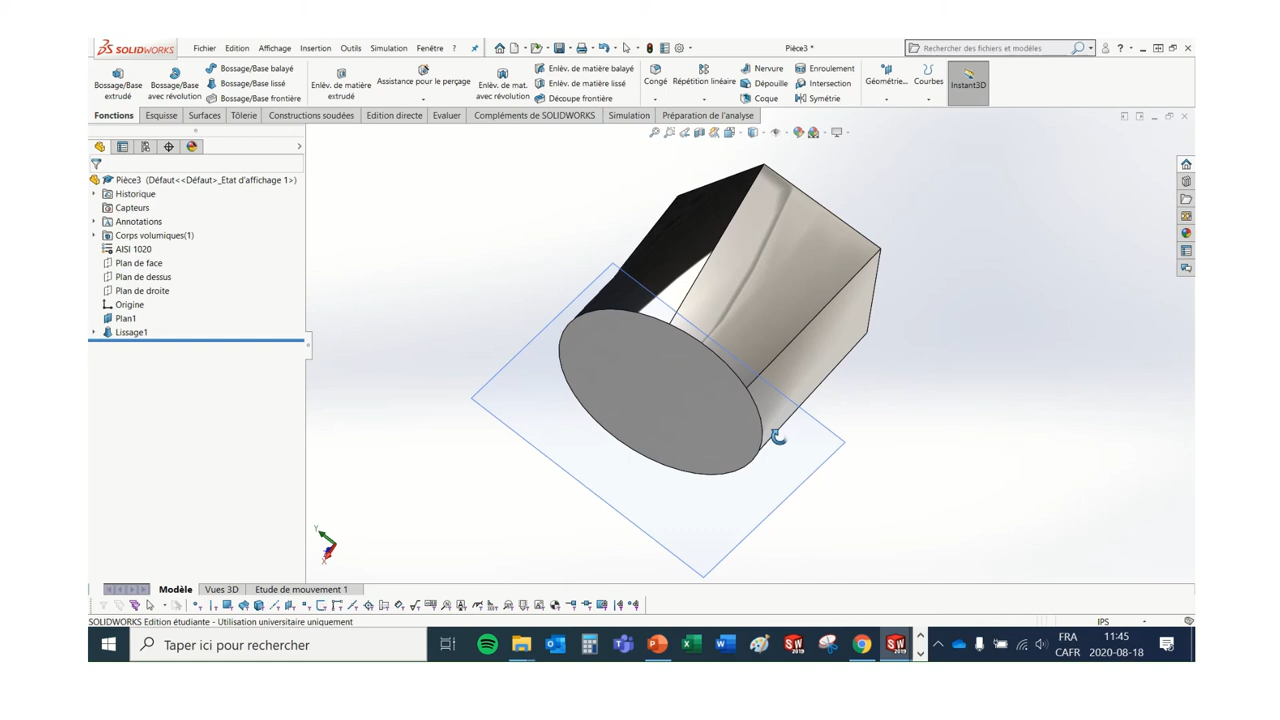 SOLIDWORKS Fichier Edition Affichage Insertion Outils Simulation Fenêtre ? Pièce3 * Rechercher des fichiers et modèles ?
Bossage/Base extrudé
Bossage/Base avec révolution
Bossage/Base balayé
Bossage/Base lissé
Bossage/Base frontière
Enlèv. de matière extrudé
Assistance pour le perçage
Enlèv. de mat. avec révolution
Enlèv. de matière balayé
Enlèv. de matière lissé
Découpe frontière
Congé
Répétition linéaire
Nervure
Dépouille
Coque
Enroulement
Intersection
Symétrie
Géométrie...
Courbes
Instant3D
Fonctions Esquisse Surfaces Tôlerie Constructions soudées Edition directe Evaluer Compléments de SOLIDWORKS Simulation Préparation de l'analyse
Pièce3 (Défaut<<Défaut>_Etat d'affichage 1>)
Historique
Capteurs
Annotations
Corps volumiques(1)
AISI 1020
Plan de face
Plan de dessus
Plan de droite
Origine
Plan1
Lissage1
Y
X
Modèle Vues 3D Etude de mouvement 1
SOLIDWORKS Edition étudiante - Utilisation universitaire uniquement IPS
Taper ici pour rechercher
SW 2019
SW 2019
FRA 11:45
CAFR 2020-08-18